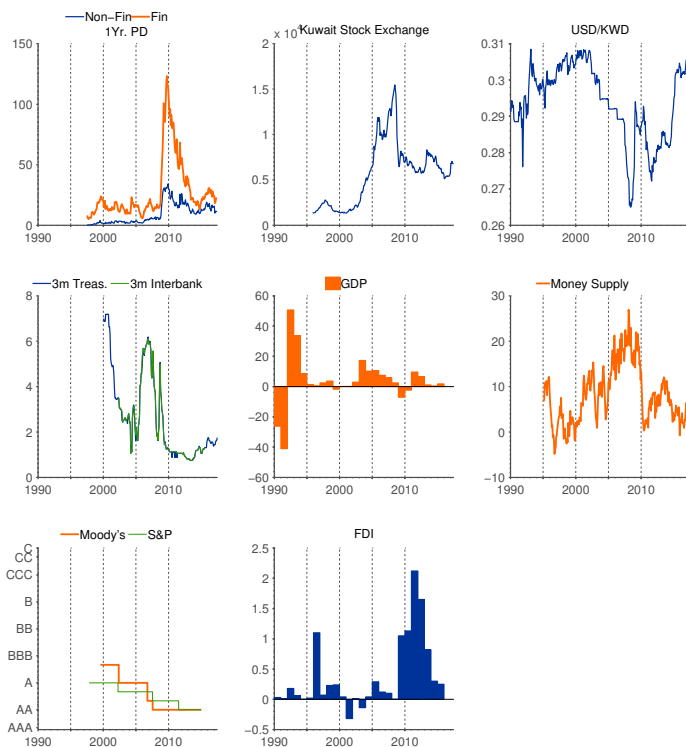 Non−Fin Fin
1Yr. PD
150
100
50
0
1990 2000 2010
2 x 10⁴ Kuwait Stock Exchange
1.5
1
0.5
0
1990 2000 2010
USD/KWD
0.31
0.3
0.29
0.28
0.27
0.26
1990 2000 2010
3m Treas. 3m Interbank
8
6
4
2
0
1990 2000 2010
GDP
60
40
20
0
−20
−40
−60
1990 2000 2010
Money Supply
30
20
10
0
−10
1990 2000 2010
Moody's S&P
C
CC
CCC
B
BB
BBB
A
AA
AAA
1990 2000 2010
FDI
2.5
2
1.5
1
0.5
0
−0.5
1990 2000 2010